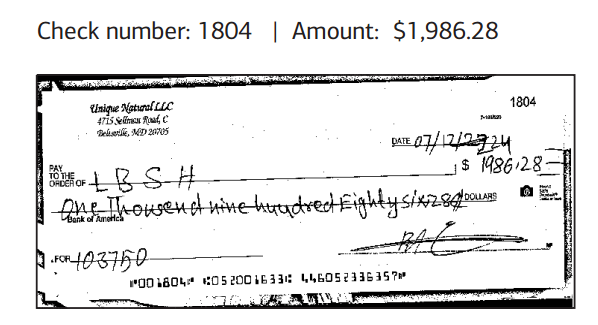 Check number: 1804 | Amount: $1,986.28
Unique Natural LLC
4715 Sellman Road, C
Beltsville, MD 20705
1804
DATE 07/12/2024
PAY
TO THE
ORDER OF LBSH
$ 1986.28
One Thousend nine hundred Eighty six &28/ DOLLARS
Bank of America
FOR 103750
⑈001804⑈ ⑆052001633⑆ 446052336357⑈